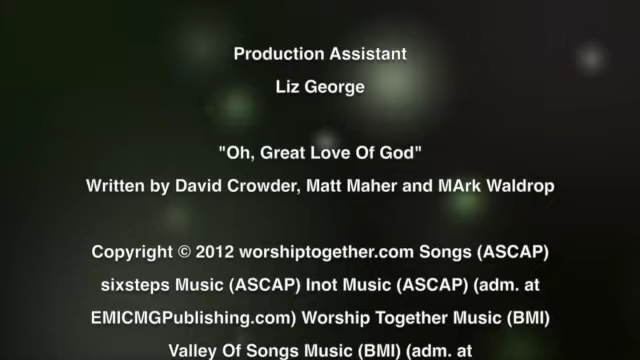 Production Assistant
Liz George
"Oh, Great Love Of God"
Written by David Crowder, Matt Maher and MArk Waldrop
Copyright © 2012 worshiptogether.com Songs (ASCAP)
sixsteps Music (ASCAP) Inot Music (ASCAP) (adm. at
EMICMGPublishing.com) Worship Together Music (BMI)
Valley Of Songs Music (BMI) (adm. at